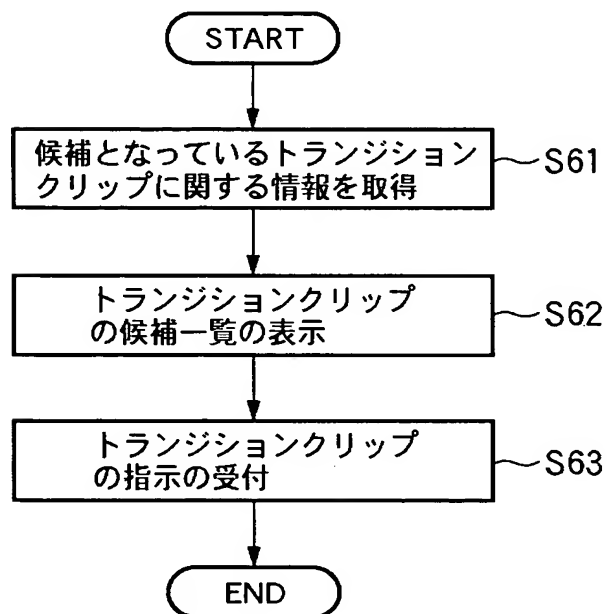 START
候補となっているトランジション
クリップに関する情報を取得
S61
トランジションクリップ
の候補一覧の表示
S62
トランジションクリップ
の指示の受付
S63
END